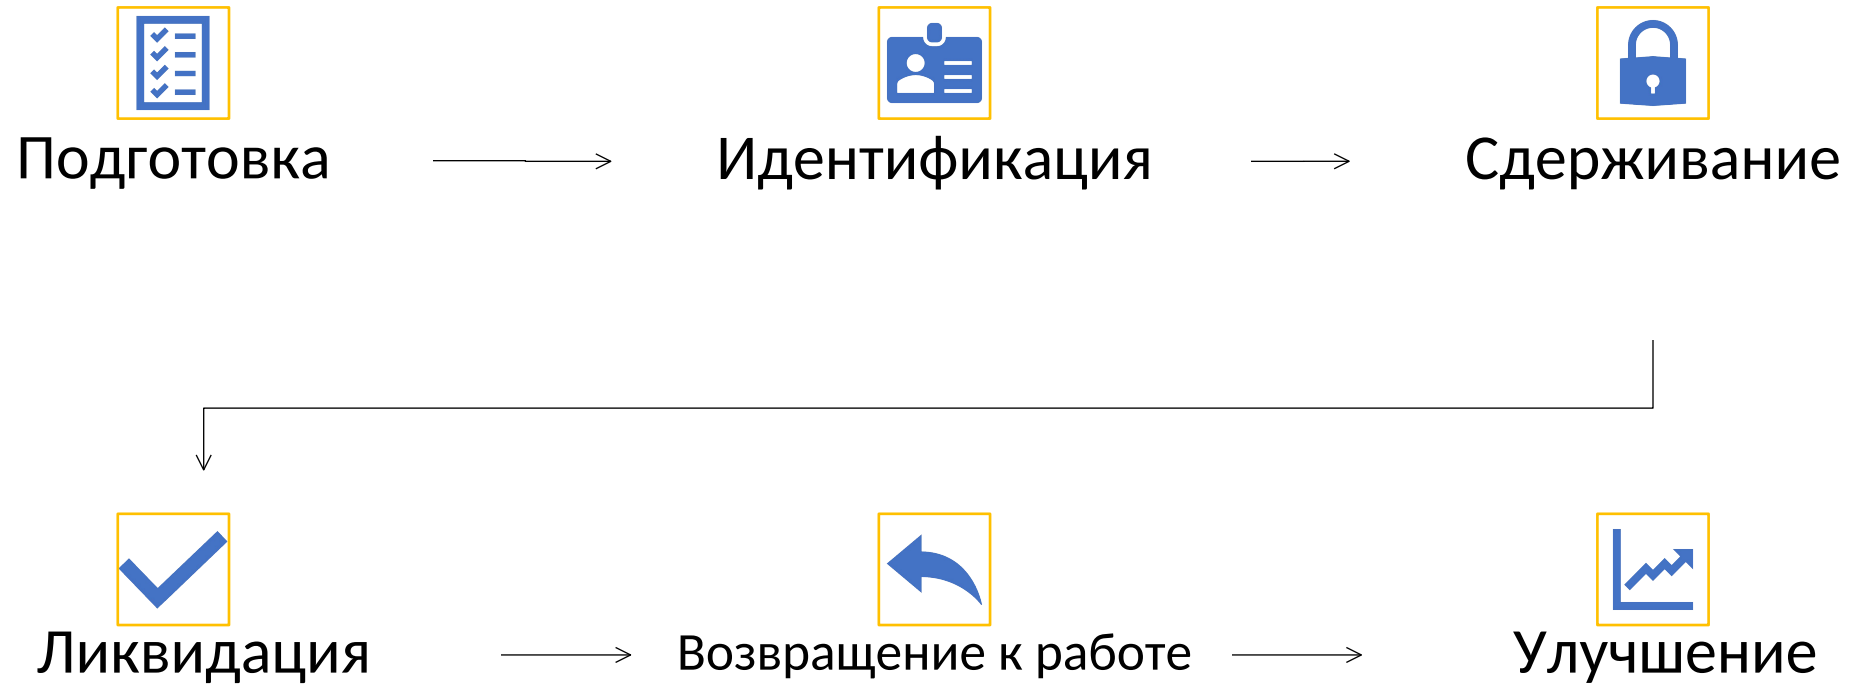 Подготовка
Идентификация
Сдерживание
Ликвидация
Возвращение к работе
Улучшение